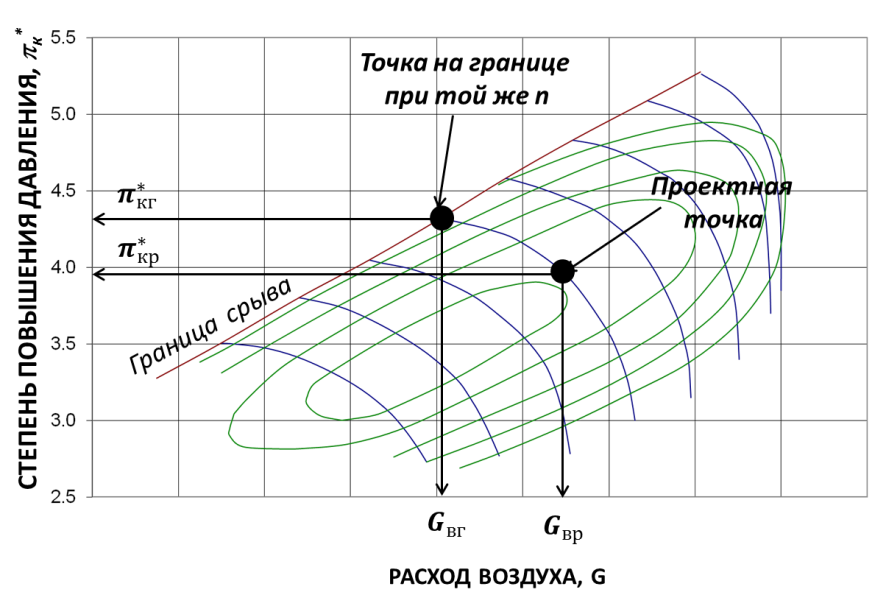 СТЕПЕНЬ ПОВЫШЕНИЯ ДАВЛЕНИЯ, πк*
5.5
5.0
4.5
4.0
3.5
3.0
2.5
Точка на границе
при той же n
π*кг
π*кр
Проектная
точка
Граница срыва
Gвг
Gвр
РАСХОД ВОЗДУХА, G